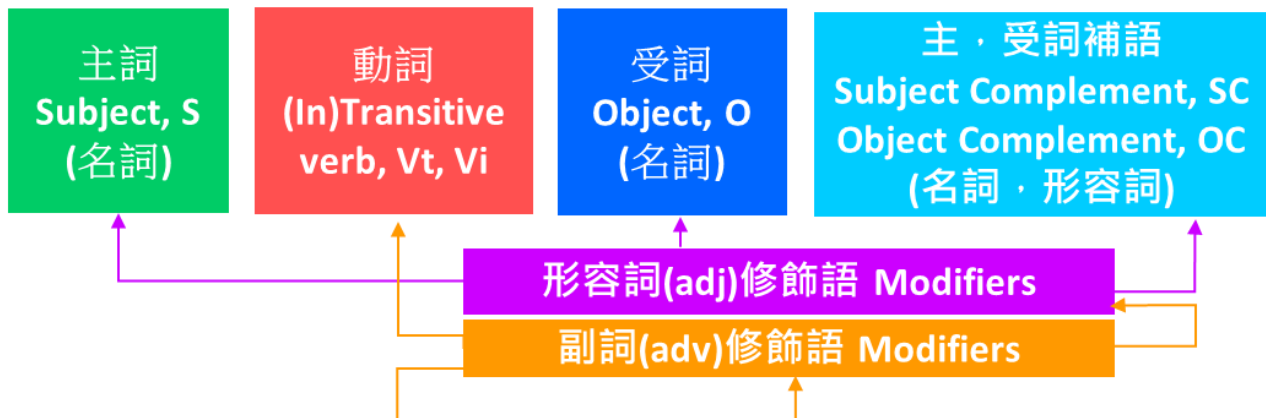 主詞
Subject, S
(名詞)
動詞
(In)Transitive
verb, Vt, Vi
受詞
Object, O
(名詞)
主，受詞補語
Subject Complement, SC
Object Complement, OC
(名詞，形容詞)
形容詞(adj)修飾語 Modifiers
副詞(adv)修飾語 Modifiers